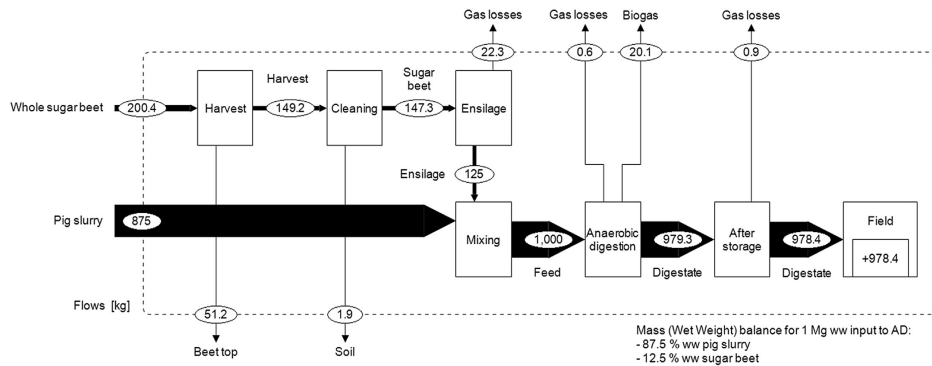 Gas losses
Gas losses
Biogas
Gas losses
22.3
0.6
20.1
0.9
Whole sugar beet
200.4
Harvest
Harvest
149.2
Cleaning
Sugar
beet
147.3
Ensilage
Ensilage
125
Pig slurry
875
Mixing
1,000
Feed
Anaerobic
digestion
979.3
Digestate
After
storage
978.4
Digestate
Field
+978.4
Flows [kg]
51.2
1.9
Beet top
Soil
Mass (Wet Weight) balance for 1 Mg ww input to AD:
- 87.5 % ww pig slurry
- 12.5 % ww sugar beet